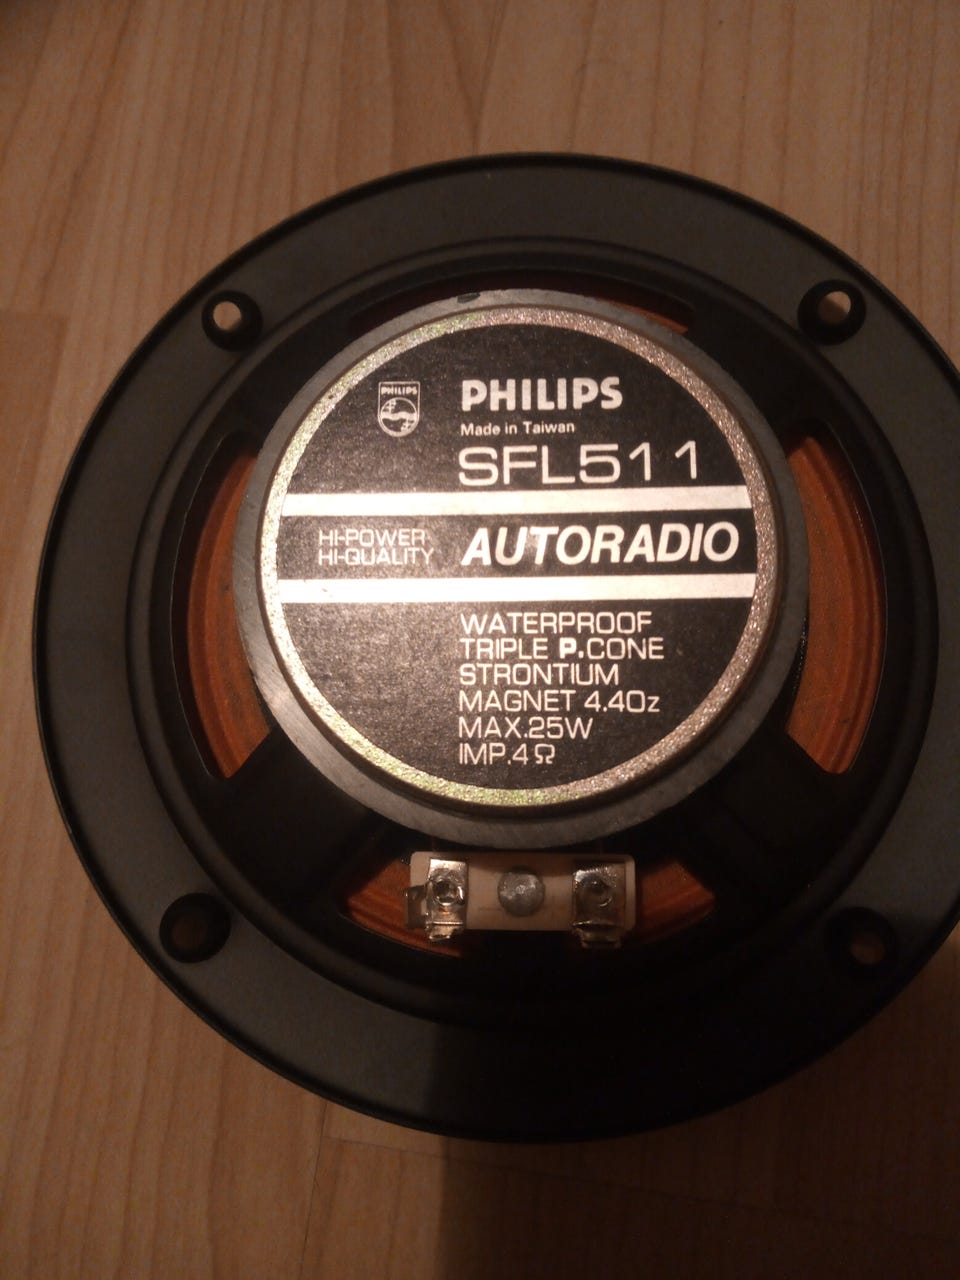 PHILIPS
PHILIPS
Made in Taiwan
SFL511
HI-POWER
HI-QUALITY
AUTORADIO
WATERPROOF
TRIPLE P.CONE
STRONTIUM
MAGNET 4.4Oz
MAX.25W
IMP.4Ω